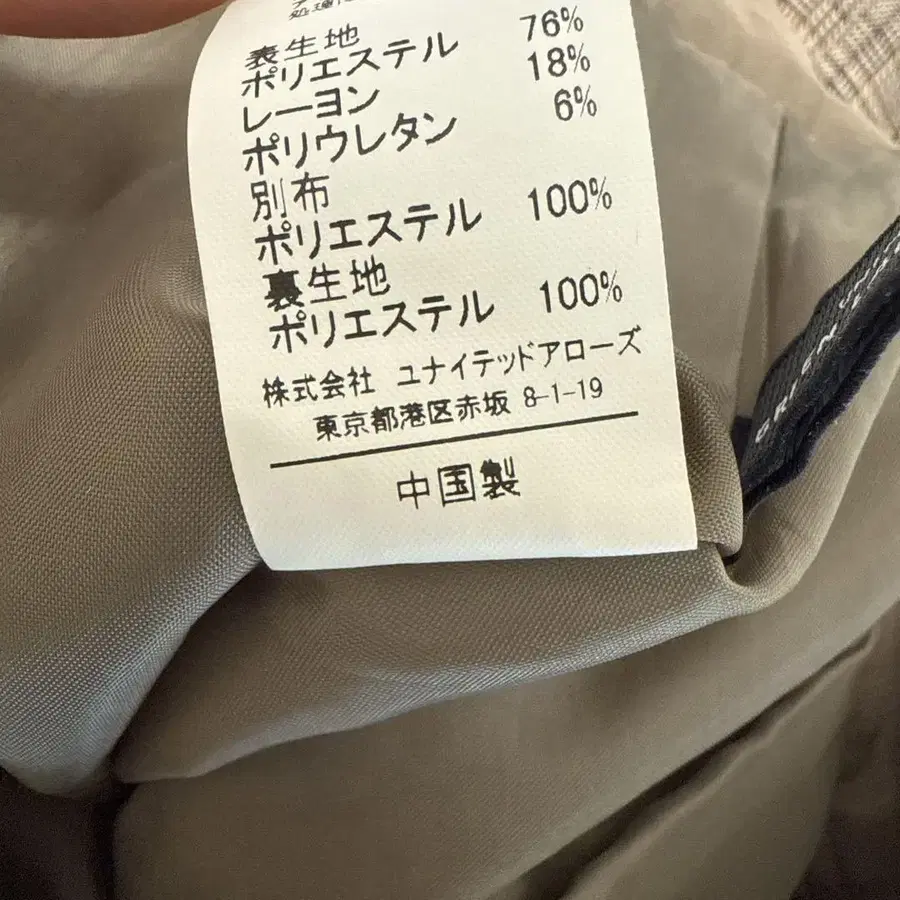 表生地
ポリエステル 76%
レーヨン 18%
ポリウレタン 6%
別布
ポリエステル 100%
裏生地
ポリエステル 100%
株式会社 ユナイテッドアローズ
東京都港区赤坂 8-1-19
中国製